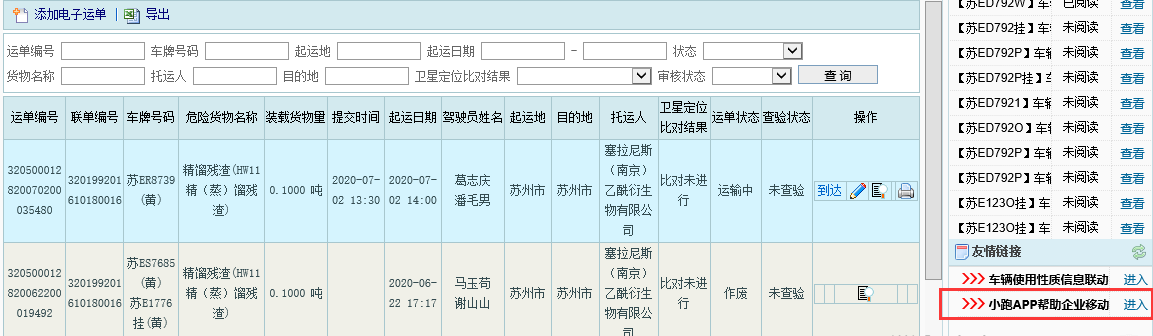 添加电子运单 | 导出
运单编号 车牌号码 起运地 起运日期 - 状态
货物名称 托运人 目的地 卫星定位比对结果 审核状态 查 询
运单编号 联单编号 车牌号码 危险货物名称 装载货物量 提交时间 起运日期 驾驶员姓名 起运地 目的地 托运人 卫星定位比对结果 运单状态 查验状态 操作
320500012820070200035480 320199201610180016 苏ER8739(黄) 精馏残渣(HW11精（蒸）馏残渣) 0.1000 吨 2020-07-02 13:30 2020-07-02 14:00 葛志庆 潘毛男 苏州市 苏州市 塞拉尼斯（南京）乙酰衍生物有限公司 比对未进行 运输中 未查验 到达
320500012820062200019492 320199201610180016 苏ES7685(黄) 苏E1776挂(黄) 精馏残渣(HW11精（蒸）馏残渣) 0.1000 吨 2020-06-22 17:17 马玉苟 谢山山 苏州市 苏州市 塞拉尼斯（南京）乙酰衍生物有限公 比对未进行 作废 未查验
【苏ED792W】车辆 已阅读 查看
【苏ED792挂】车 未阅读 查看
【苏ED792P】车辆 未阅读 查看
【苏ED792P挂】 未阅读 查看
【苏ED7921】车辆 未阅读 查看
【苏ED792O】车 未阅读 查看
【苏ED792P】车辆 未阅读 查看
【苏ED792P】车辆 未阅读 查看
【苏E123O挂】车 未阅读 查看
【苏E123O挂】车 未阅读 查看
友情链接
>>> 车辆使用性质信息联动 进入
>>> 小跑APP帮助企业移动 进入